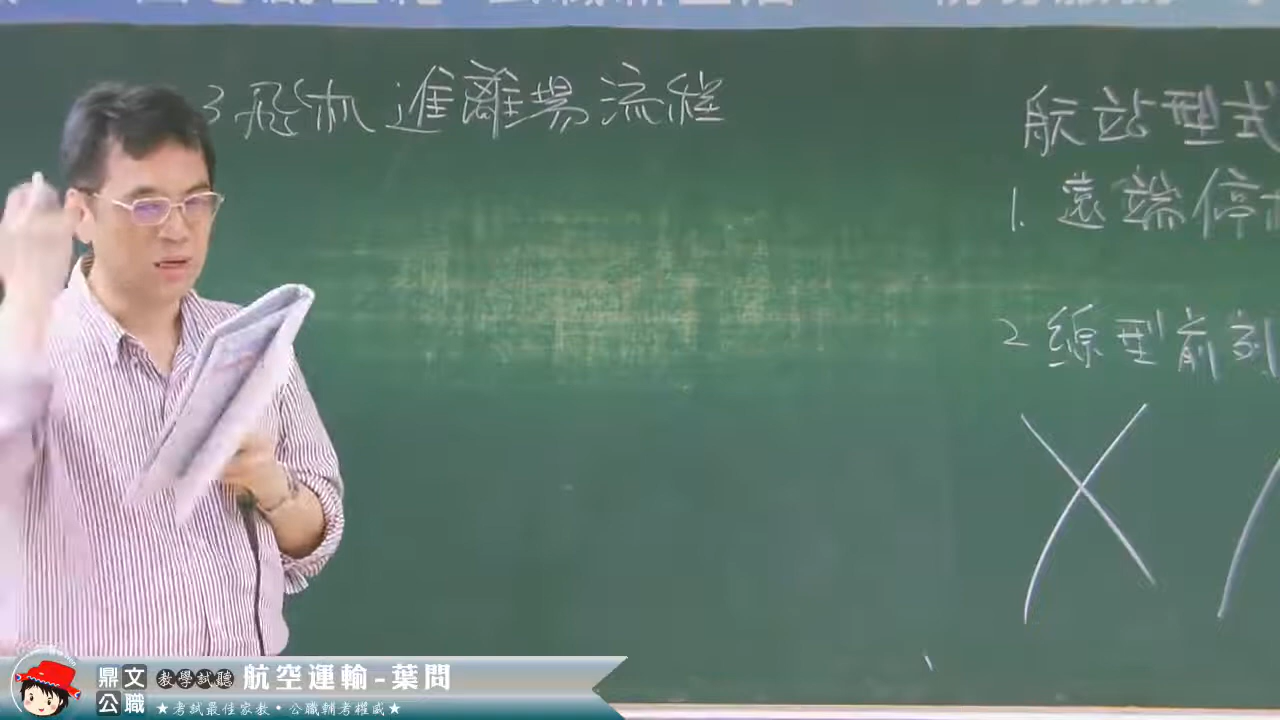 3 飛机進離場流程
航站型式
1. 遠端停
2 線型前列
鼎文公職
教學試聽
航空運輸-葉問
★考試最佳家教•公職輔考權威★